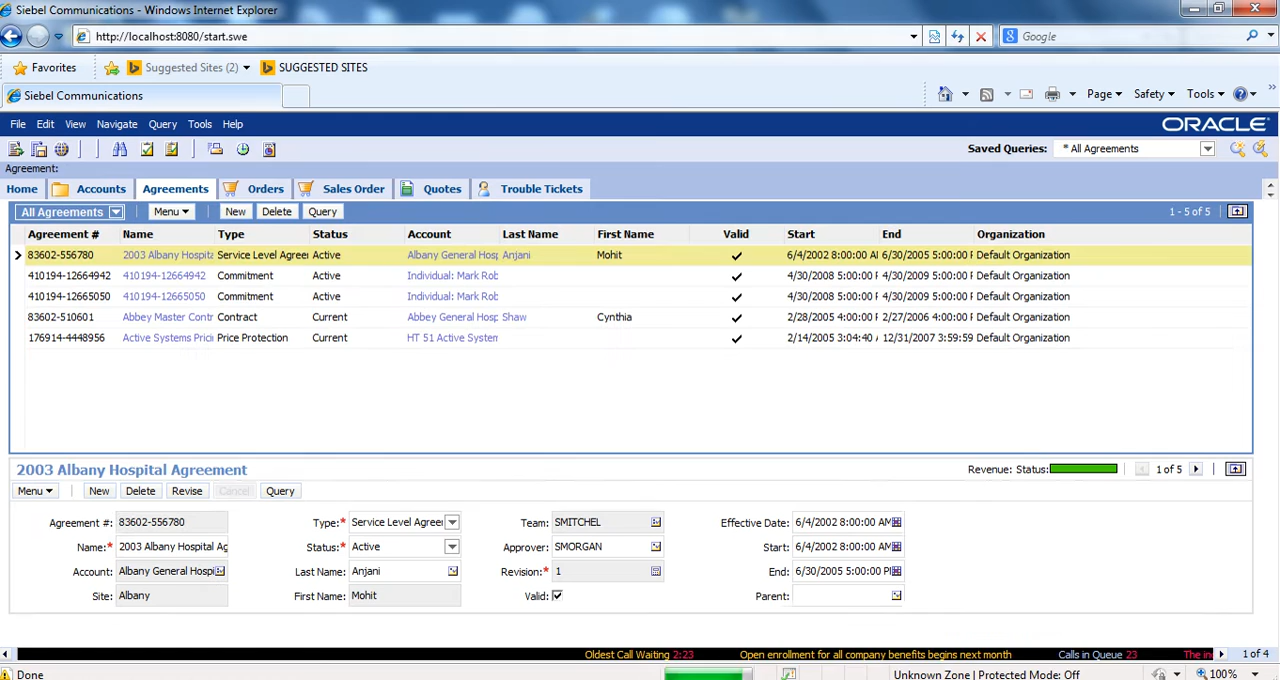 Siebel Communications - Windows Internet Explorer
http://localhost:8080/start.swe
Google
Favorites Suggested Sites (2) SUGGESTED SITES
Siebel Communications
Page Safety Tools
File Edit View Navigate Query Tools Help
ORACLE
Saved Queries: * All Agreements
Agreement:
Home Accounts Agreements Orders Sales Order Quotes Trouble Tickets
All Agreements Menu New Delete Query 1 - 5 of 5
Agreement # Name Type Status Account Last Name First Name Valid Start End Organization
83602-556780 2003 Albany Hospita Service Level Agreer Active Albany General Hosp Anjani Mohit 6/4/2002 8:00:00 AI 6/30/2005 5:00:00 F Default Organization
410194-12664942 410194-12664942 Commitment Active Individual: Mark Rob 4/30/2008 5:00:00 F 4/30/2009 5:00:00 F Default Organization
410194-12665050 410194-12665050 Commitment Active Individual: Mark Rob 4/30/2008 5:00:00 F 4/30/2009 5:00:00 F Default Organization
83602-510601 Abbey Master Contr Contract Current Abbey General Hosp Shaw Cynthia 2/28/2005 4:00:00 F 2/27/2006 4:00:00 F Default Organization
176914-4448956 Active Systems Prici Price Protection Current HT 51 Active System 2/14/2005 3:04:40 12/31/2007 3:59:59 Default Organization
2003 Albany Hospital Agreement Revenue: Status: 1 of 5
Menu New Delete Revise Cancel Query
Agreement #: 83602-556780 Type:* Service Level Agreer Team: SMITCHEL Effective Date: 6/4/2002 8:00:00 AM
Name:* 2003 Albany Hospital Ag Status:* Active Approver: SMORGAN Start: 6/4/2002 8:00:00 AM
Account: Albany General Hospi Last Name: Anjani Revision:* 1 End: 6/30/2005 5:00:00 P
Site: Albany First Name: Mohit Valid: Parent:
Oldest Call Waiting 2:23 Open enrollment for all company benefits begins next month Calls in Queue 23 The in 1 of 4
Done Unknown Zone | Protected Mode: Off 100%